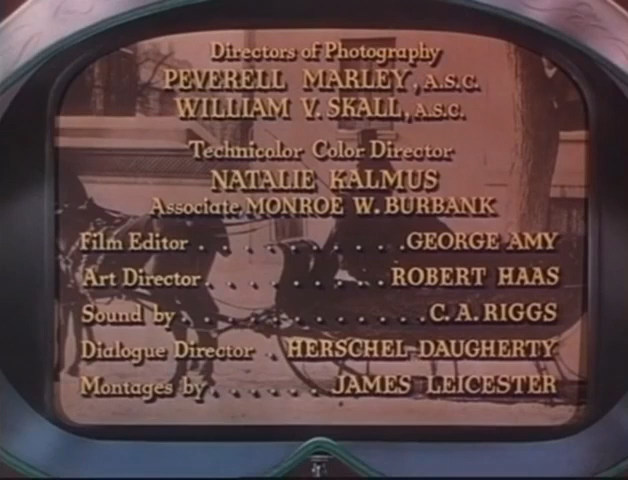 Directors of Photography
PEVERELL MARLEY, A.S.C.
WILLIAM V. SKALL, A.S.C.
Technicolor Color Director
NATALIE KALMUS
Associate MONROE W. BURBANK
Film Editor . . . . . . . . . . GEORGE AMY
Art Director . . . . . . . . . . ROBERT HAAS
Sound by . . . . . . . . . . . . . C. A. RIGGS
Dialogue Director . HERSCHEL DAUGHERTY
Montages by . . . . . . . JAMES LEICESTER